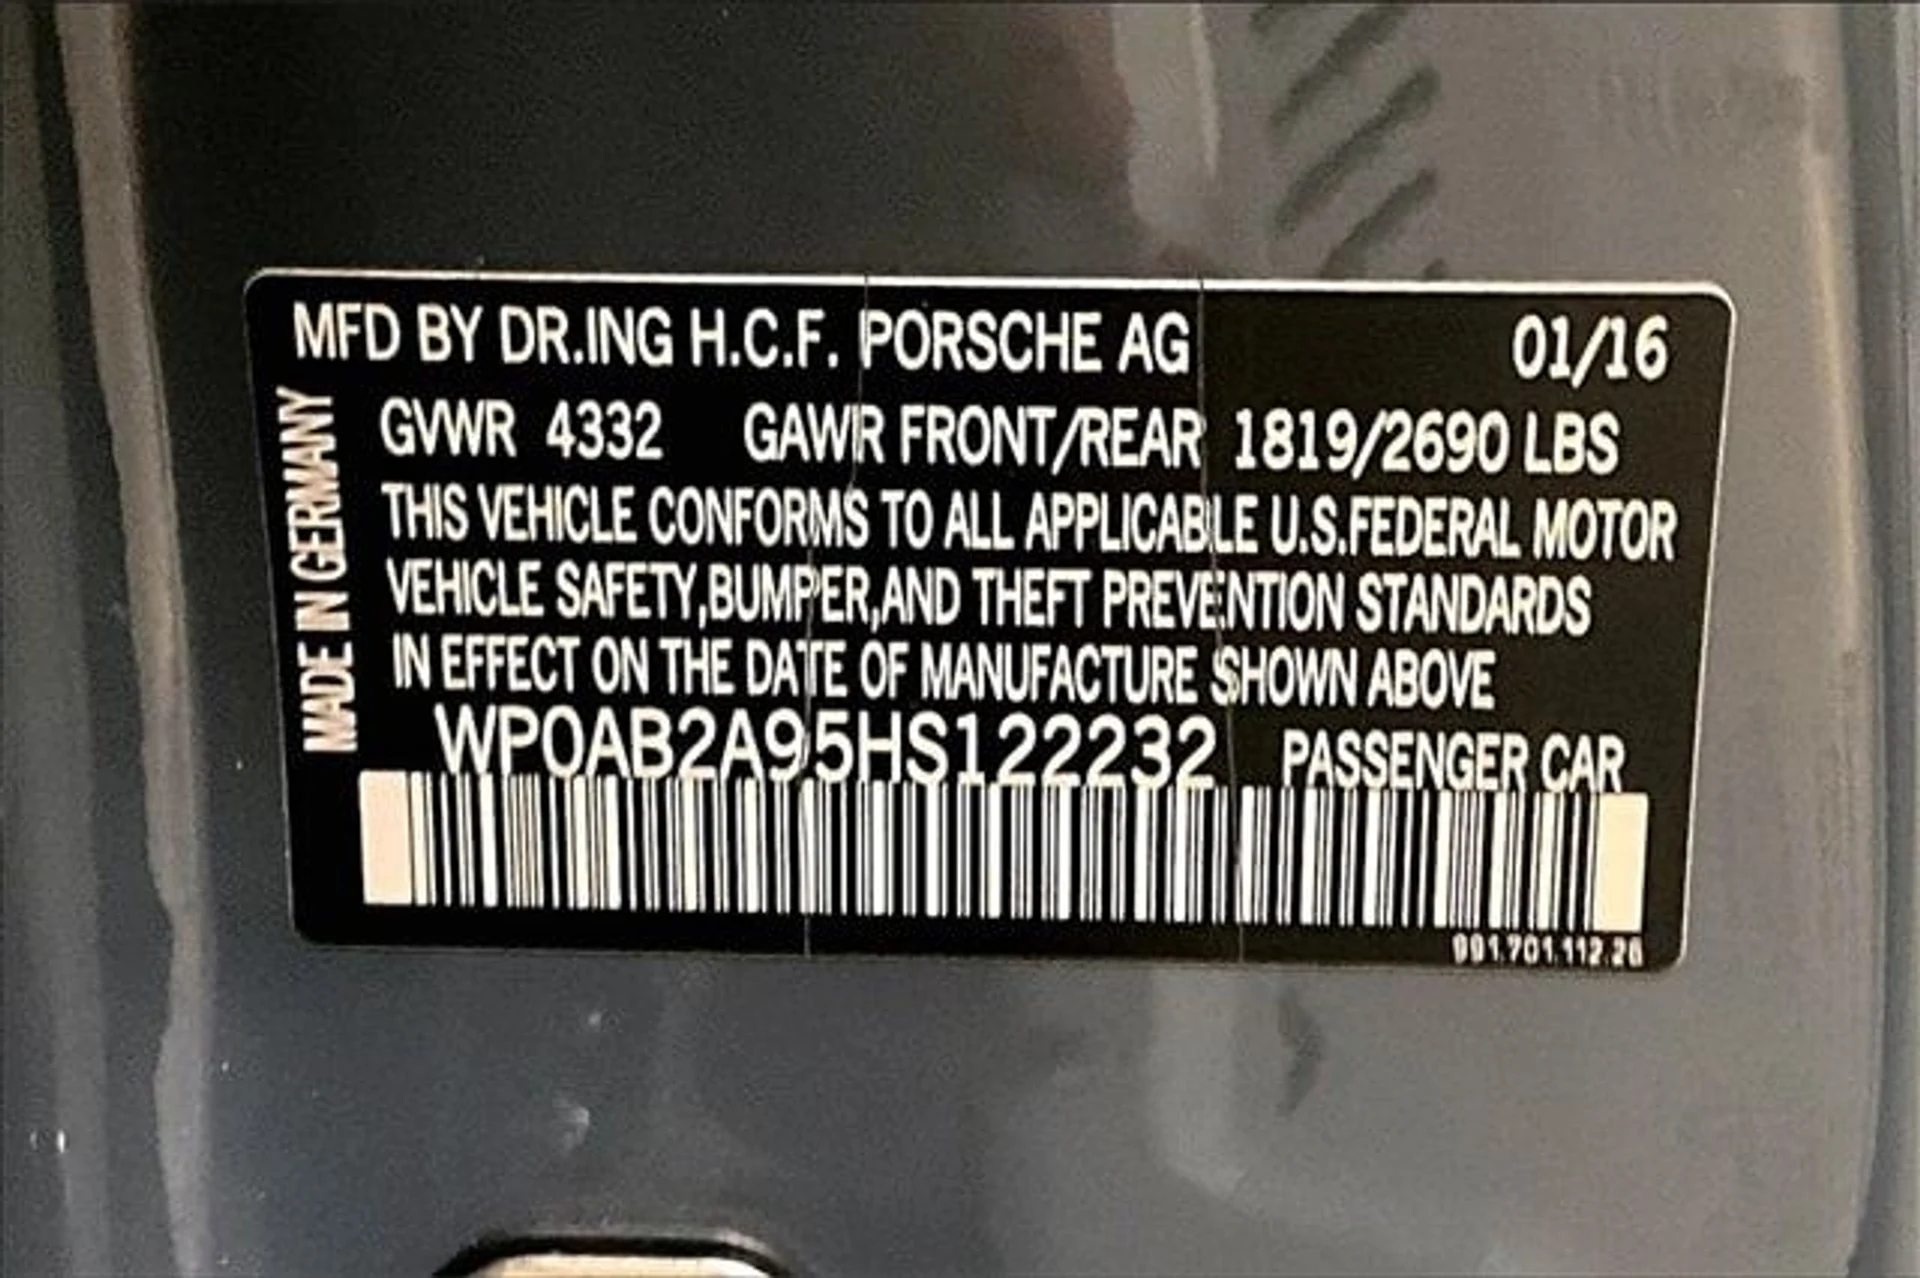 MFD BY DR.ING H.C.F. PORSCHE AG 01/16
GVWR 4332 GAWR FRONT/REAR 1819/2690 LBS
THIS VEHICLE CONFORMS TO ALL APPLICABLE U.S.FEDERAL MOTOR
VEHICLE SAFETY,BUMPER,AND THEFT PREVENTION STANDARDS
IN EFFECT ON THE DATE OF MANUFACTURE SHOWN ABOVE
WP0AB2A95HS122232 PASSENGER CAR
991.701.112.26
MADE IN GERMANY